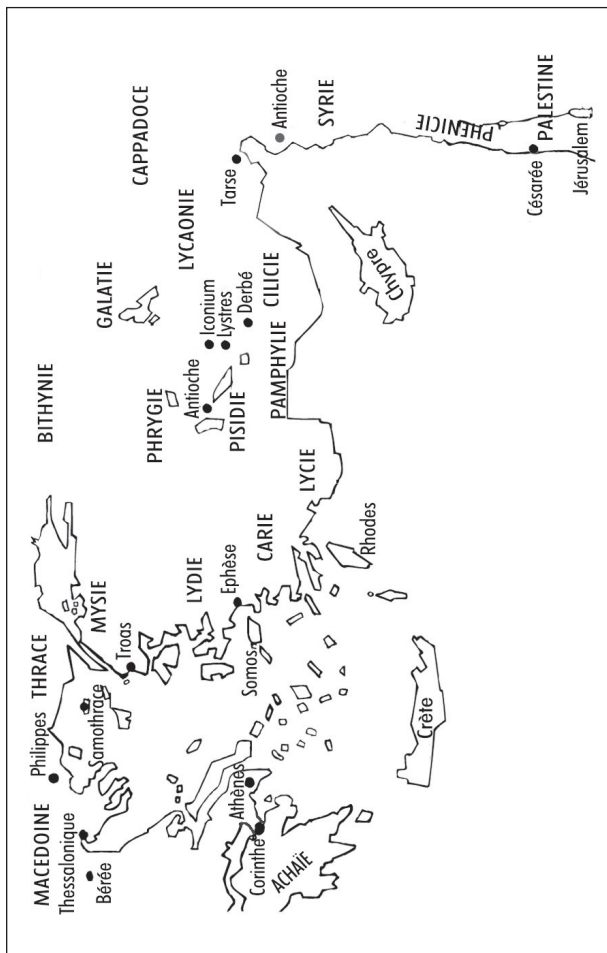 MACEDOINE
Thessalonique
Bérée
Philippes
THRACE
Samothrace
MYSIE
Troas
BITHYNIE
GALATIE
CAPPADOCE
PHRYGIE
LYCAONIE
Antioche
Iconium
Lystres
Derbé
PISIDIE
CILICIE
PAMPHYLIE
Tarse
Antioche
SYRIE
LYDIE
Ephèse
CARIE
LYCIE
Somos
Rhodes
Athènes
Corinthe
ACHAÏE
Crète
Chypre
PHENICIE
PALESTINE
Césarée
Jérusalem